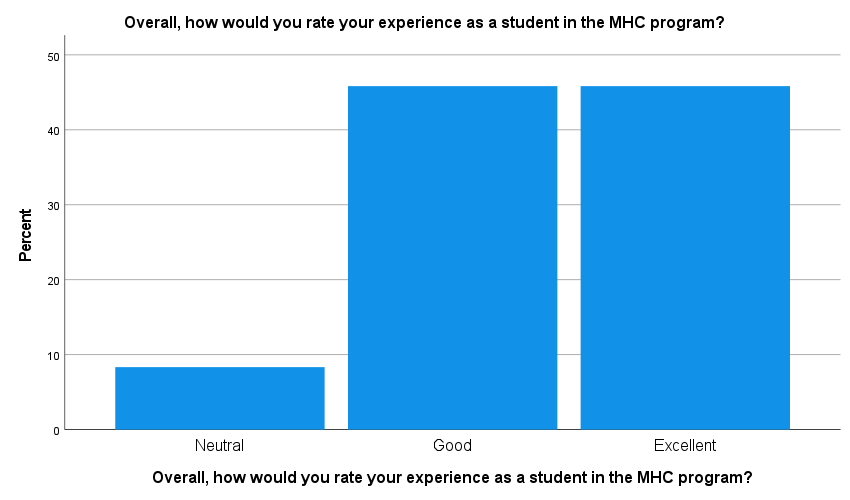 Overall, how would you rate your experience as a student in the MHC program?
Percent
50
40
30
20
10
0
Neutral Good Excellent
Overall, how would you rate your experience as a student in the MHC program?